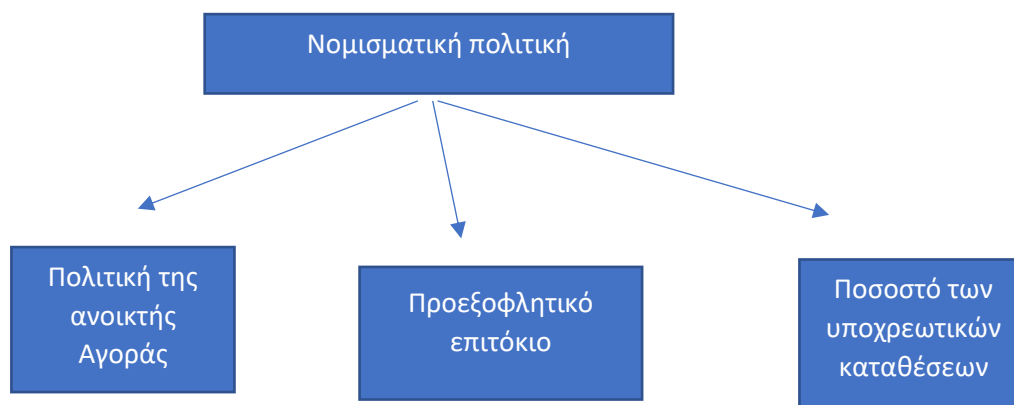 Νομισματική πολιτική
Πολιτική της
ανοικτής
Αγοράς
Προεξοφλητικό
επιτόκιο
Ποσοστό των
υποχρεωτικών
καταθέσεων